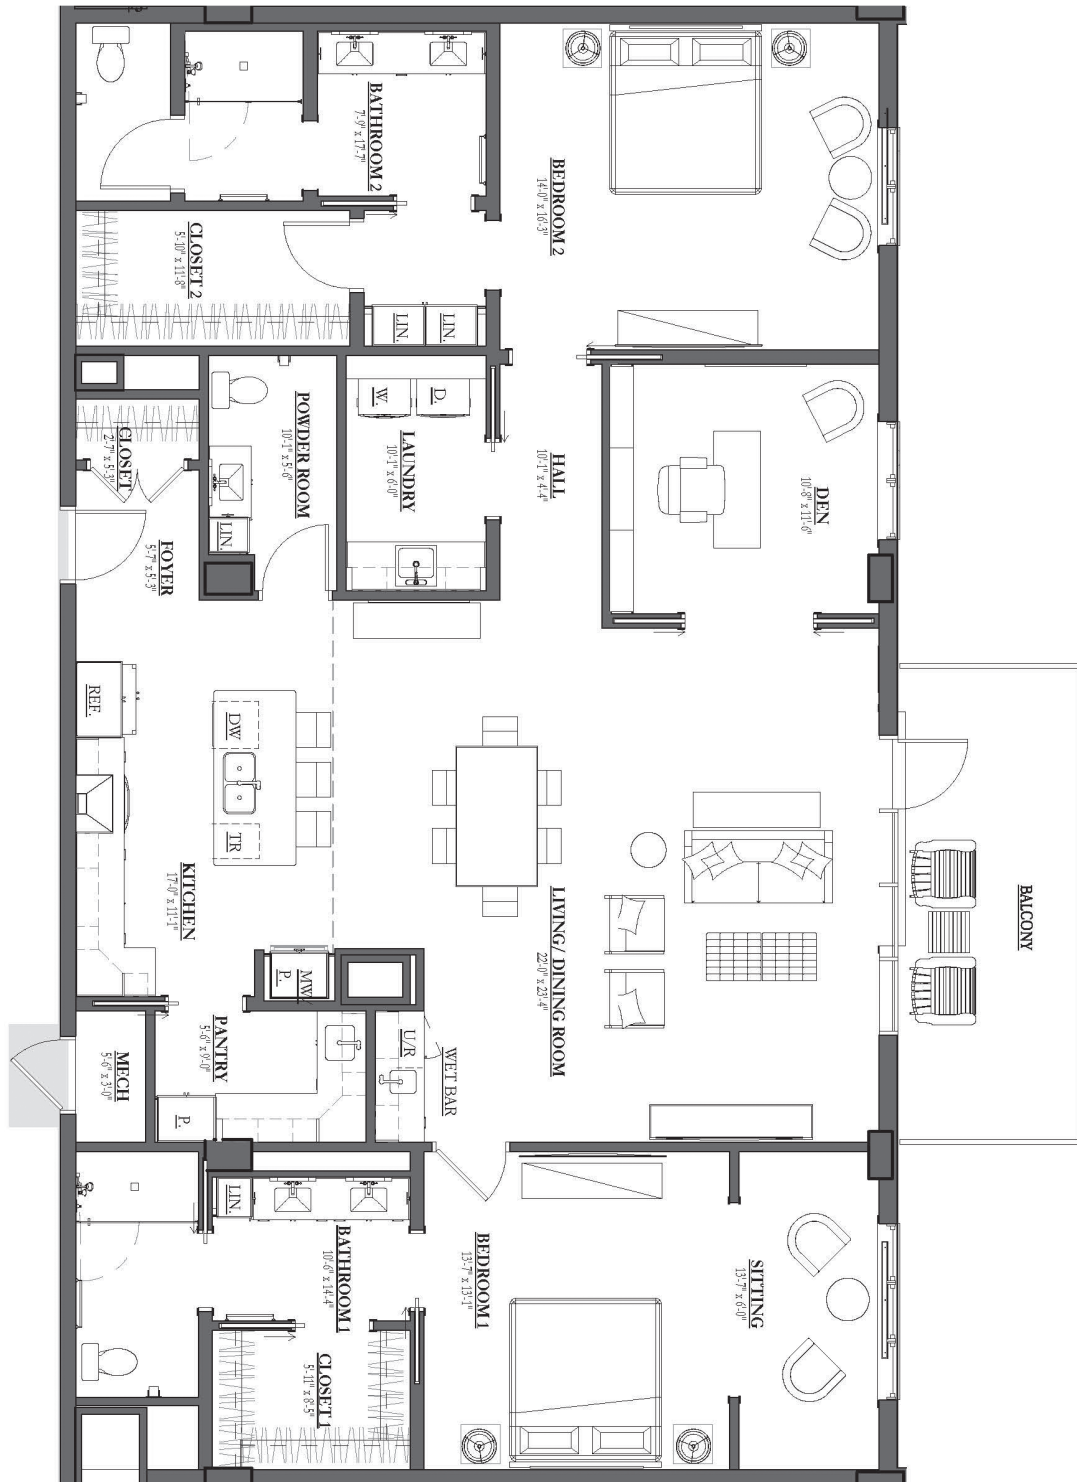 BATHROOM 2
7'-9" x 17'-7"
BEDROOM 2
14'-0" x 16'-3"
CLOSET 2
5'-10" x 11'-8"
LIN.
LIN.
W.
D.
LAUNDRY
10'-1" x 6'-0"
POWDER ROOM
10'-1" x 5'-6"
LIN.
CLOSET
2'-7" x 5'-3"
FOYER
5'-7" x 5'-3"
HALL
10'-1" x 4'-4"
DEN
10'-8" x 11'-6"
REF.
DW
TR
KITCHEN
17'-0" x 11'-1"
LIVING/ DINING ROOM
22'-0" x 23'-4"
BALCONY
MW/
P.
PANTRY
5'-6" x 9'-0"
P.
U/R
WET BAR
MECH
5'-6" x 3'-0"
LIN.
BATHROOM 1
10'-6" x 14'-4"
CLOSET 1
5'-11" x 8'-5"
BEDROOM 1
13'-7" x 13'-1"
SITTING
13'-7" x 6'-0"